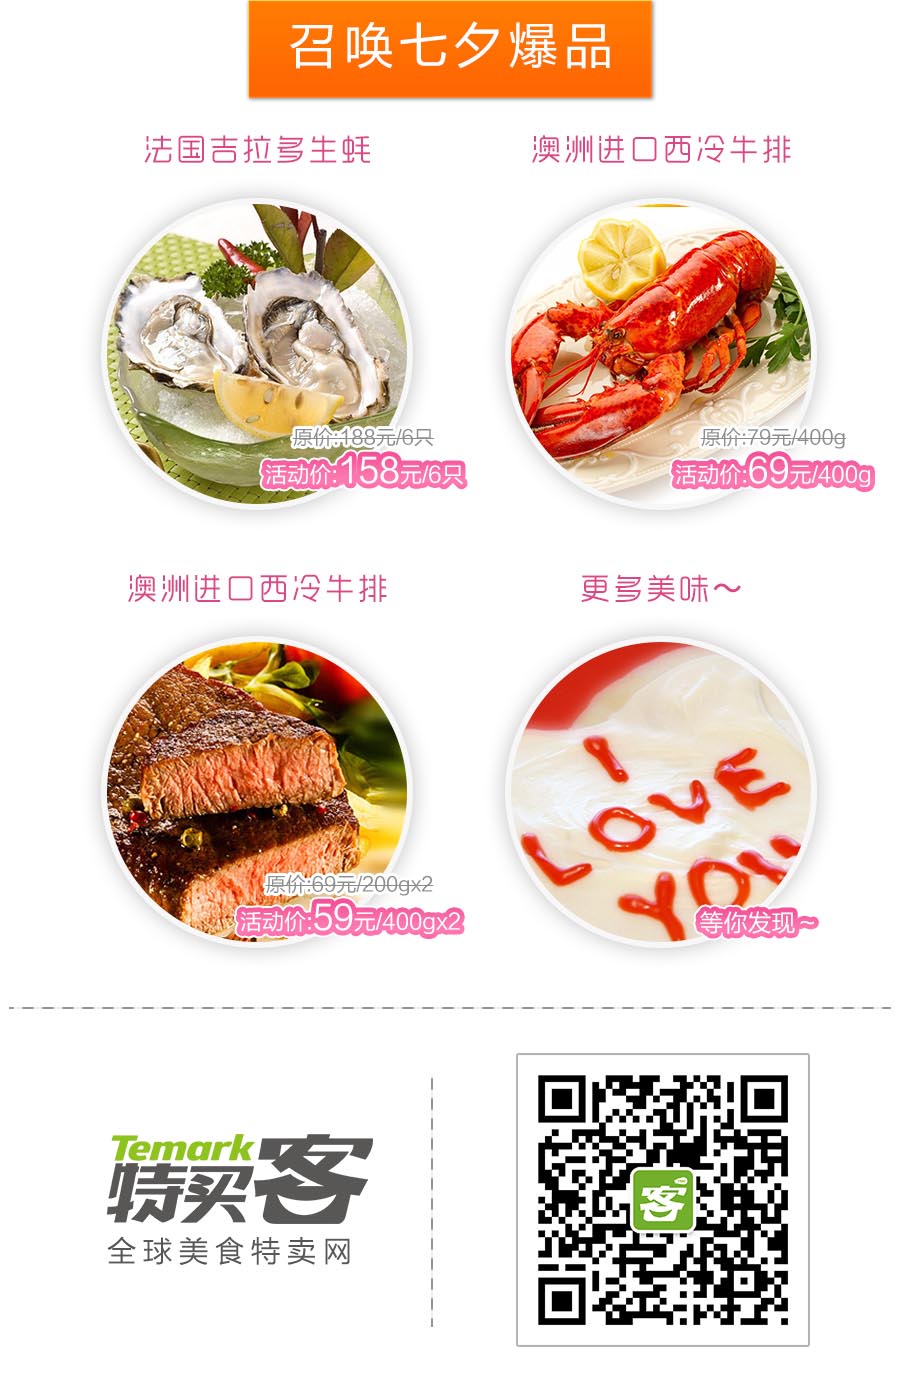 召唤七夕爆品
法国吉拉多生蚝
澳洲进口西冷牛排
原价:188元/6只
活动价:158元/6只
原价:79元/400g
活动价:69元/400g
澳洲进口西冷牛排
更多美味～
原价:69元/200gx2
活动价:59元/400gx2
I
LOVE
YOU
等你发现～
Temark
特买客
全球美食特卖网
客